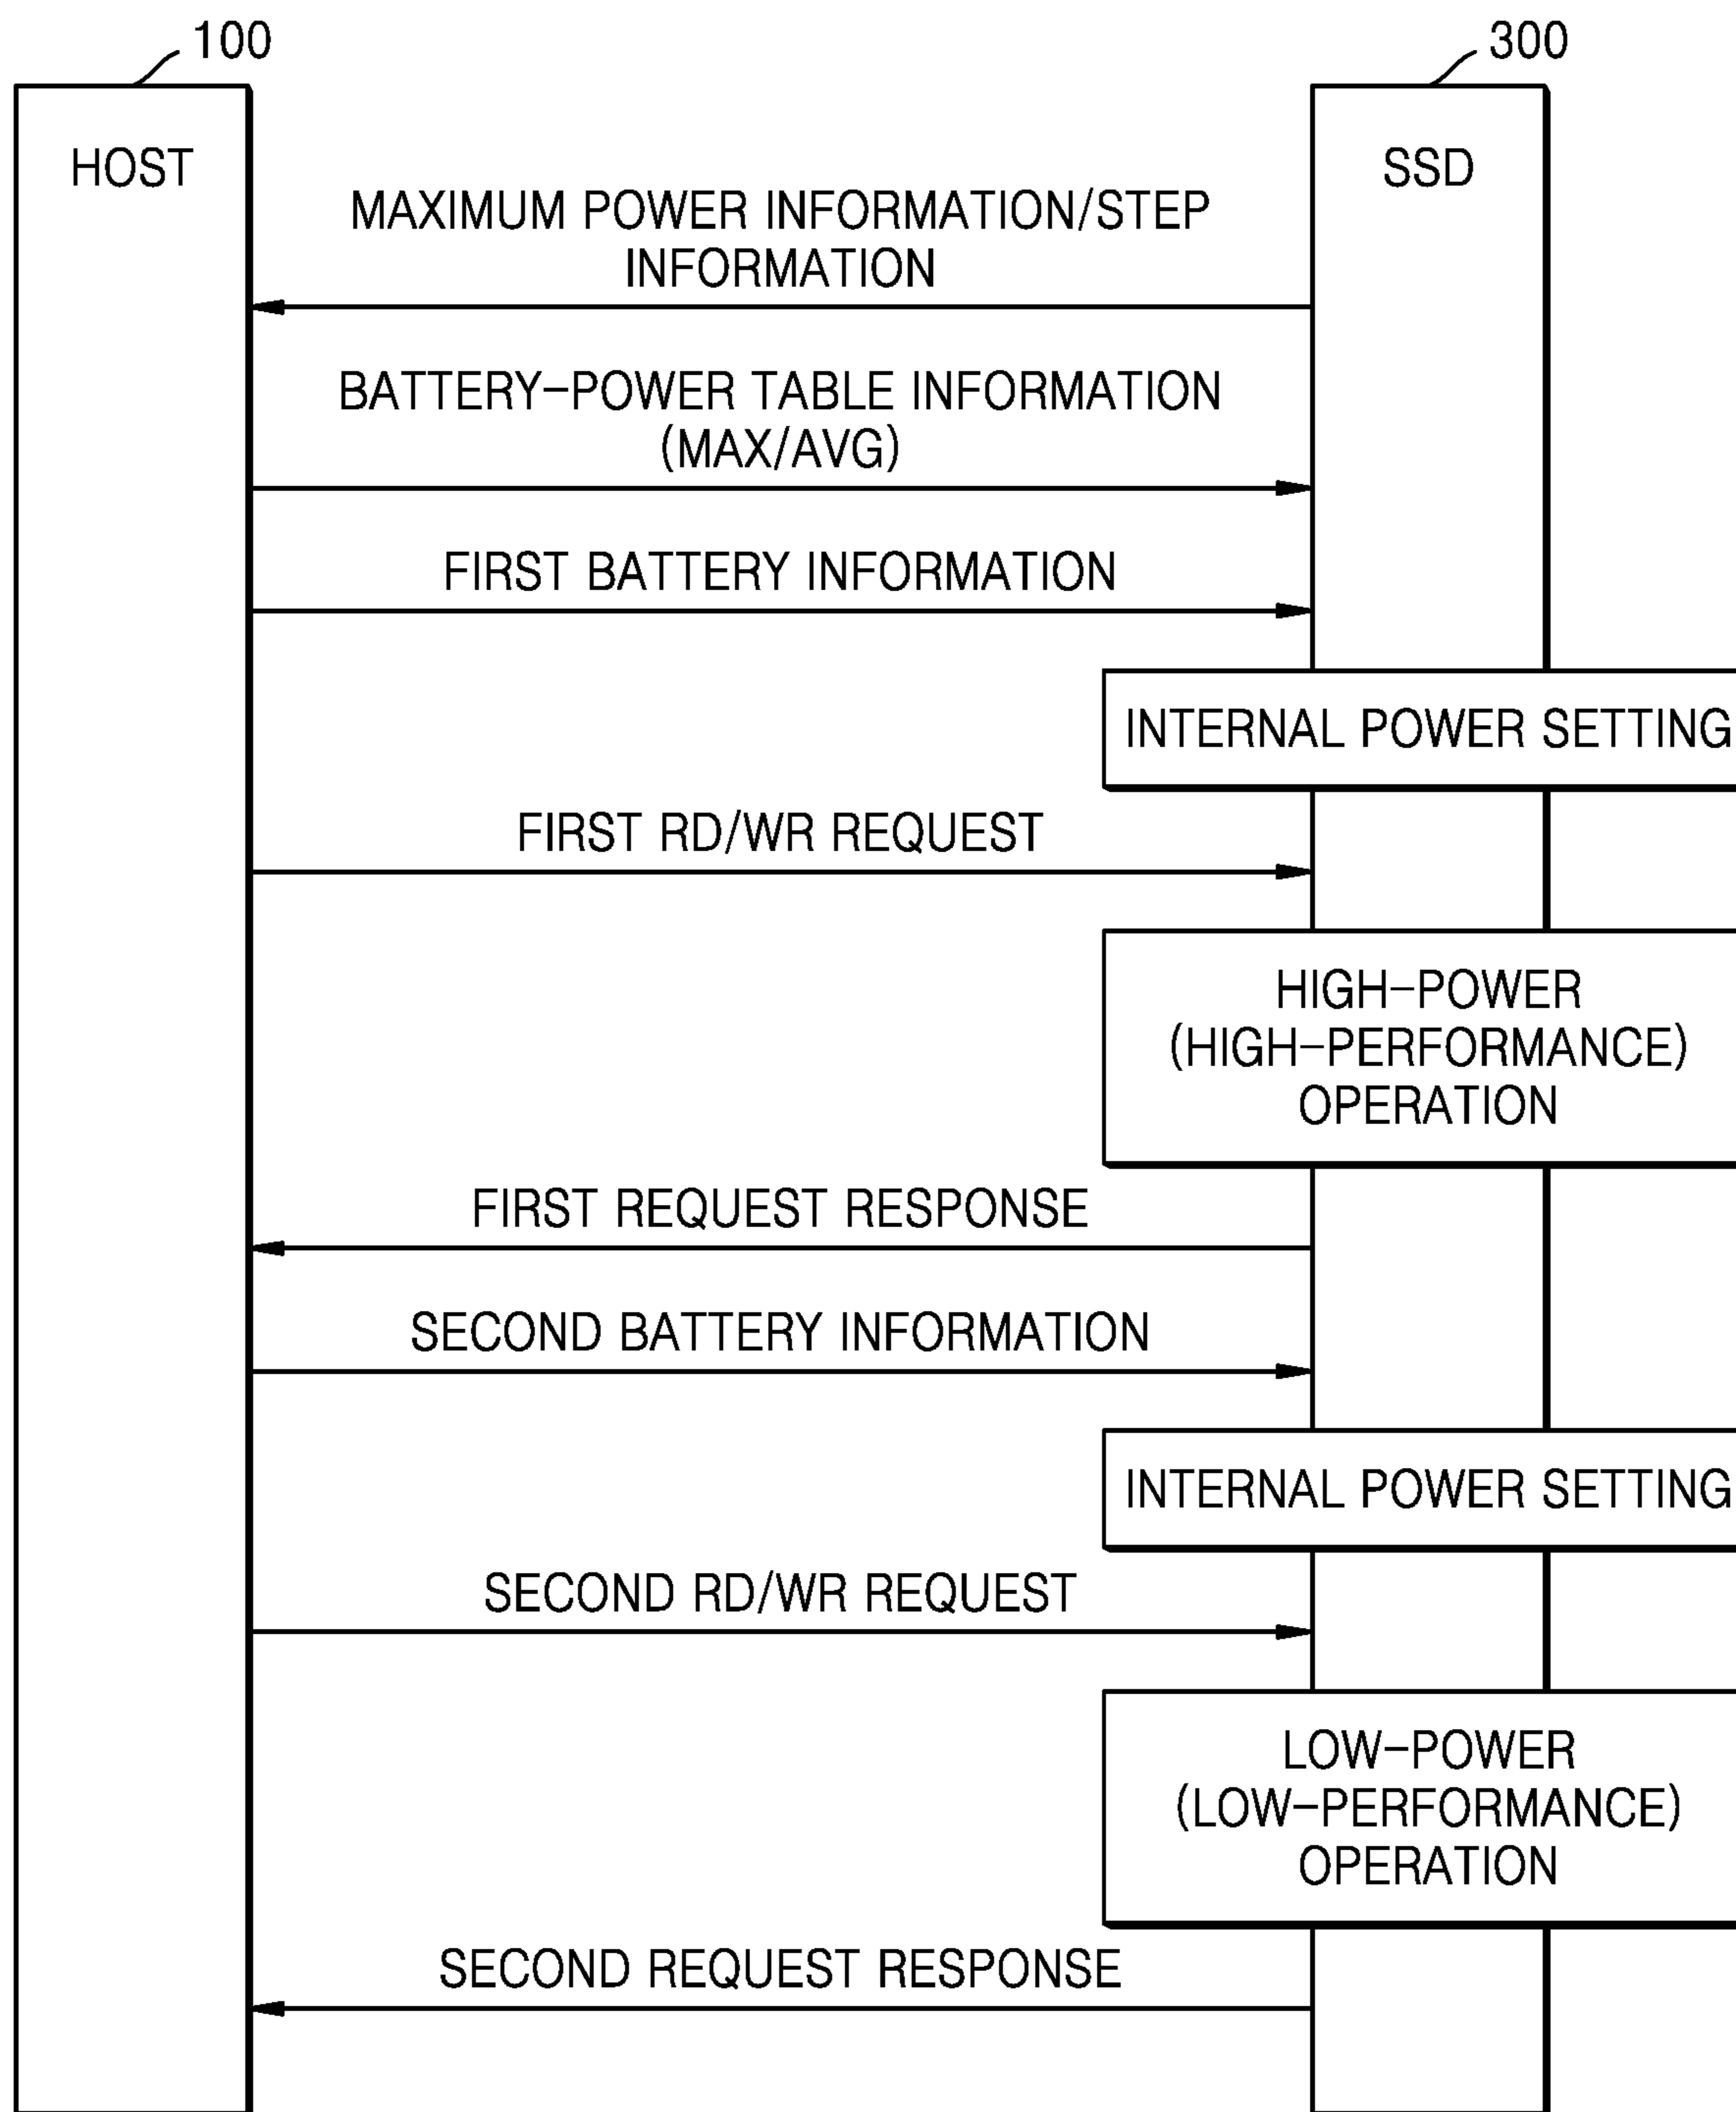 100
300
HOST
SSD
MAXIMUM POWER INFORMATION/STEP
INFORMATION
BATTERY-POWER TABLE INFORMATION
(MAX/AVG)
FIRST BATTERY INFORMATION
INTERNAL POWER SETTING
FIRST RD/WR REQUEST
HIGH-POWER
(HIGH-PERFORMANCE)
OPERATION
FIRST REQUEST RESPONSE
SECOND BATTERY INFORMATION
INTERNAL POWER SETTING
SECOND RD/WR REQUEST
LOW-POWER
(LOW-PERFORMANCE)
OPERATION
SECOND REQUEST RESPONSE